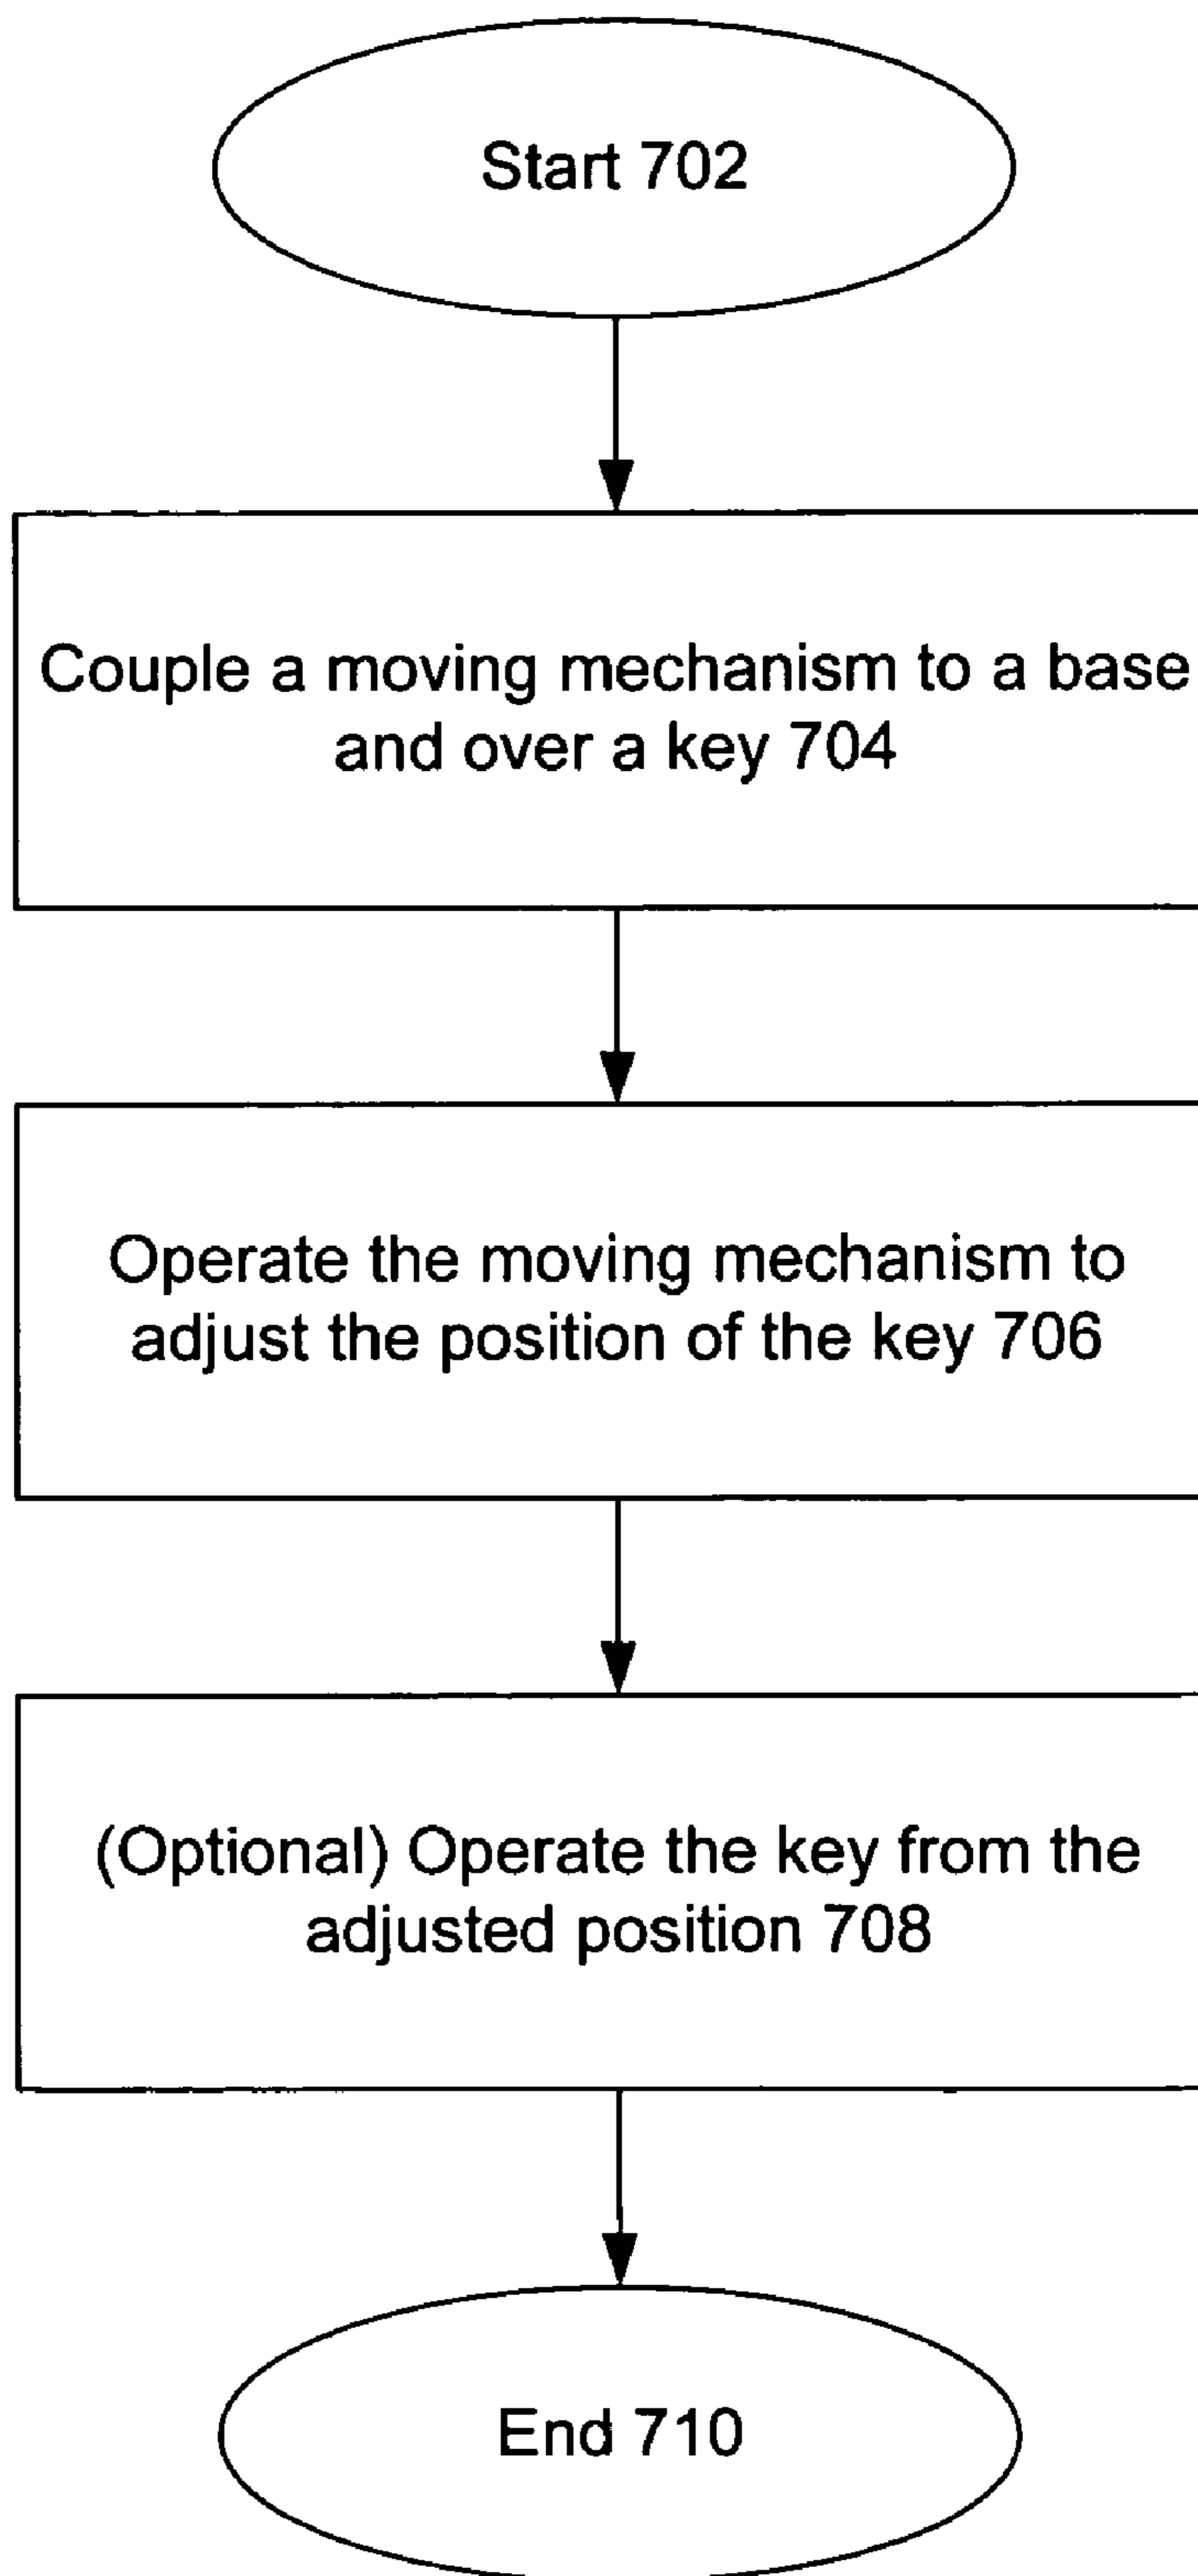 Start 702
Couple a moving mechanism to a base
and over a key 704
Operate the moving mechanism to
adjust the position of the key 706
(Optional) Operate the key from the
adjusted position 708
End 710